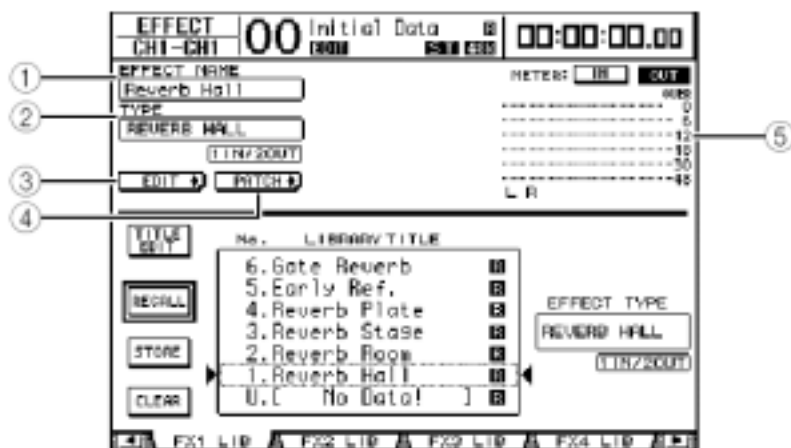 EFFECT
CH1-CH1
00
Initial Data
EDIT
ST
48k
00:00:00.00
1
EFFECT NAME
Reverb Hall
METER:
IN
OUT
OVER
2
TYPE
REVERB HALL
1 IN/2OUT
0
6
12
18
30
48
5
3
EDIT
PATCH
4
L R
TITLE EDIT
No. LIBRARY TITLE
6.Gate Reverb R
5.Early Ref. R
4.Reverb Plate R
3.Reverb Stage R
2.Reverb Room R
1.Reverb Hall R
U.[ No Data! ] R
RECALL
STORE
CLEAR
EFFECT TYPE
REVERB HALL
1 IN/2OUT
FX1 LIB
FX2 LIB
FX3 LIB
FX4 LIB